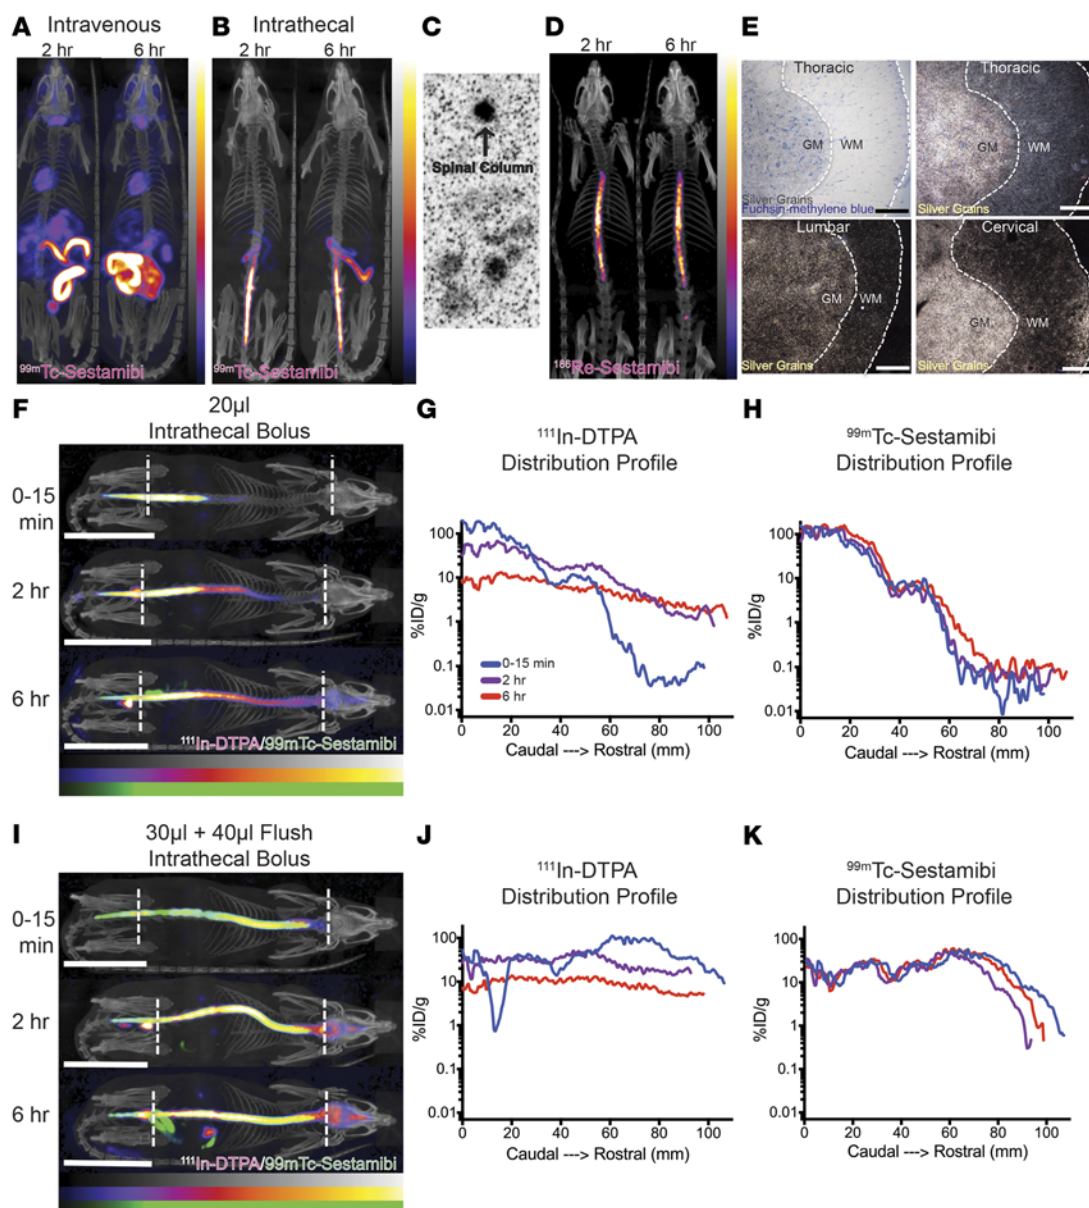 A Intravenous
2 hr 6 hr
99mTc-Sestamibi
B Intrathecal
2 hr 6 hr
99mTc-Sestamibi
C
Spinal Column
D
2 hr 6 hr
186Re-Sestamibi
E
Thoracic
GM WM
Silver Grains
Fuchsin-methylene blue
Thoracic
GM WM
Silver Grains
Lumbar
GM WM
Silver Grains
Cervical
GM WM
Silver Grains
F
20µl
Intrathecal Bolus
0-15
min
2 hr
6 hr
111In-DTPA/99mTc-Sestamibi
G
111In-DTPA
Distribution Profile
%ID/g
100
10
1
0.1
0.01
0-15 min
2 hr
6 hr
0 20 40 60 80 100
Caudal ---> Rostral (mm)
H
99mTc-Sestamibi
Distribution Profile
%ID/g
100
10
1
0.1
0.01
0 20 40 60 80 100
Caudal ---> Rostral (mm)
I
30µl + 40µl Flush
Intrathecal Bolus
0-15
min
2 hr
6 hr
111In-DTPA/99mTc-Sestamibi
J
111In-DTPA
Distribution Profile
%ID/g
100
10
1
0.1
0.01
0 20 40 60 80 100
Caudal ---> Rostral (mm)
K
99mTc-Sestamibi
Distribution Profile
%ID/g
100
10
1
0.1
0.01
0 20 40 60 80 100
Caudal ---> Rostral (mm)